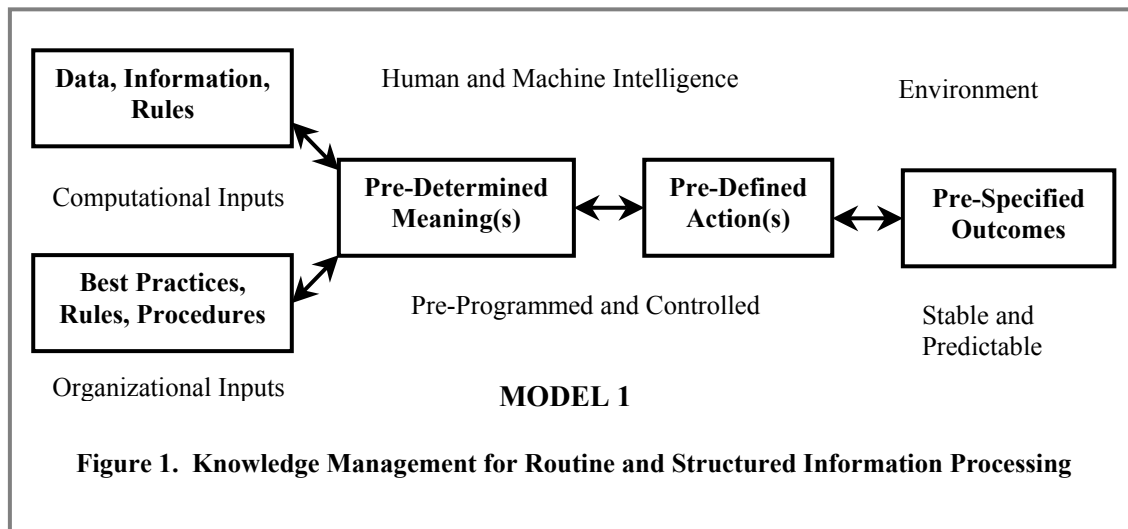 Data, Information,
Rules
Human and Machine Intelligence
Environment
Computational Inputs
Pre-Determined
Meaning(s)
Pre-Defined
Action(s)
Pre-Specified
Outcomes
Best Practices,
Rules, Procedures
Pre-Programmed and Controlled
Stable and
Predictable
Organizational Inputs
MODEL 1
Figure 1. Knowledge Management for Routine and Structured Information Processing